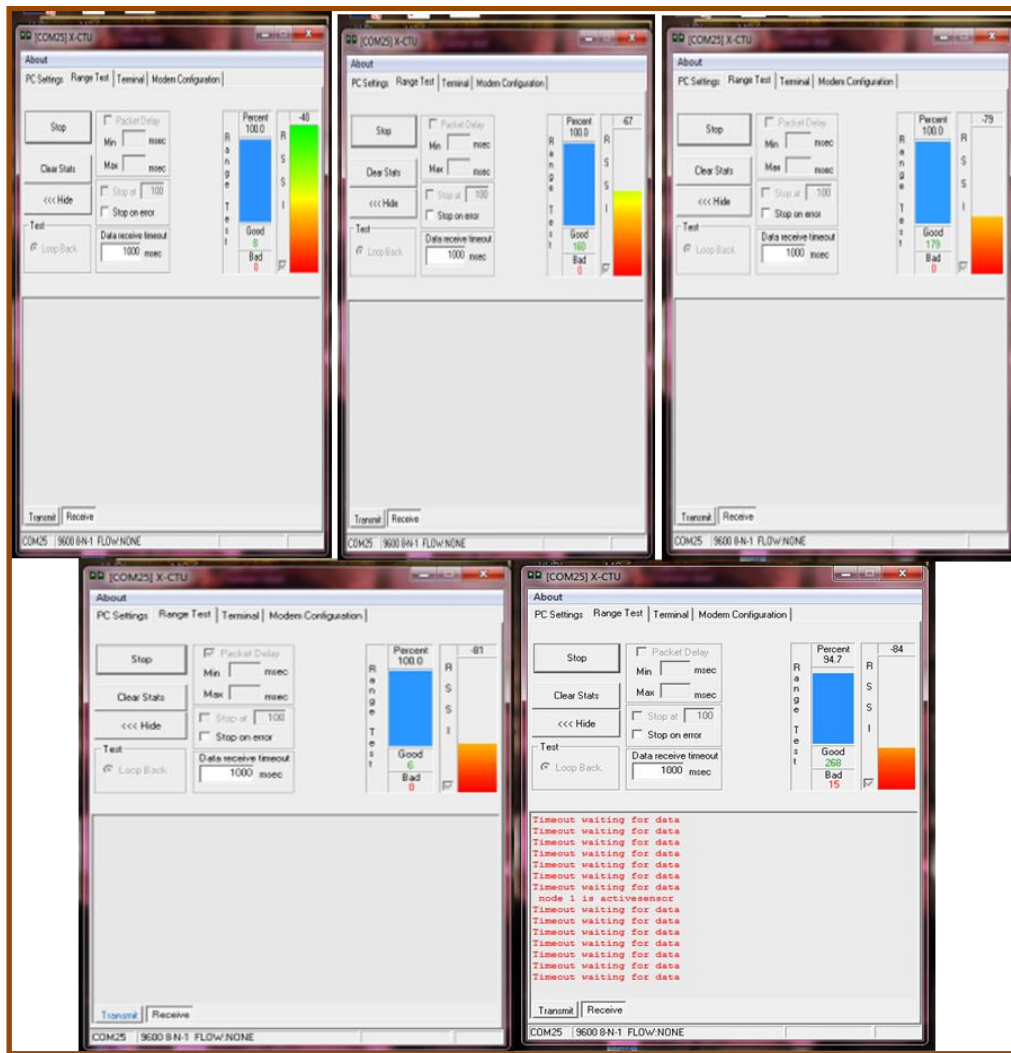 [COM25] X-CTU
About
PC Settings Range Test Terminal Modem Configuration
Stop
Clear Stats
<<< Hide
Test
Loop Back
Packet Delay
Min msec
Max msec
Stop at 100
Stop on error
Data receive timeout
1000 msec
Range Test
Percent
100.0
Good
8
Bad
0
RSSI
-40
Transmit Receive
COM25 9600 8-N-1 FLOW:NONE
[COM25] X-CTU
About
PC Settings Range Test Terminal Modem Configuration
Stop
Clear Stats
<<< Hide
Test
Loop Back
Packet Delay
Min msec
Max msec
Stop at 100
Stop on error
Data receive timeout
1000 msec
Range Test
Percent
100.0
Good
160
Bad
0
RSSI
-67
Transmit Receive
COM25 9600 8-N-1 FLOW:NONE
[COM25] X-CTU
About
PC Settings Range Test Terminal Modem Configuration
Stop
Clear Stats
<<< Hide
Test
Loop Back
Packet Delay
Min msec
Max msec
Stop at 100
Stop on error
Data receive timeout
1000 msec
Range Test
Percent
100.0
Good
179
Bad
0
RSSI
-79
Transmit Receive
COM25 9600 8-N-1 FLOW:NONE
[COM25] X-CTU
About
PC Settings Range Test Terminal Modem Configuration
Stop
Clear Stats
<<< Hide
Test
Loop Back
Packet Delay
Min msec
Max msec
Stop at 100
Stop on error
Data receive timeout
1000 msec
Range Test
Percent
100.0
Good
6
Bad
0
RSSI
-81
Transmit Receive
COM25 9600 8-N-1 FLOW:NONE
[COM25] X-CTU
About
PC Settings Range Test Terminal Modem Configuration
Stop
Clear Stats
<<< Hide
Test
Loop Back
Packet Delay
Min msec
Max msec
Stop at 100
Stop on error
Data receive timeout
1000 msec
Range Test
Percent
94.7
Good
268
Bad
15
RSSI
-84
Timeout waiting for data
Timeout waiting for data
Timeout waiting for data
Timeout waiting for data
Timeout waiting for data
Timeout waiting for data
Timeout waiting for data
node 1 is activesensor
Timeout waiting for data
Timeout waiting for data
Timeout waiting for data
Timeout waiting for data
Timeout waiting for data
Timeout waiting for data
Timeout waiting for data
Transmit Receive
COM25 9600 8-N-1 FLOW:NONE